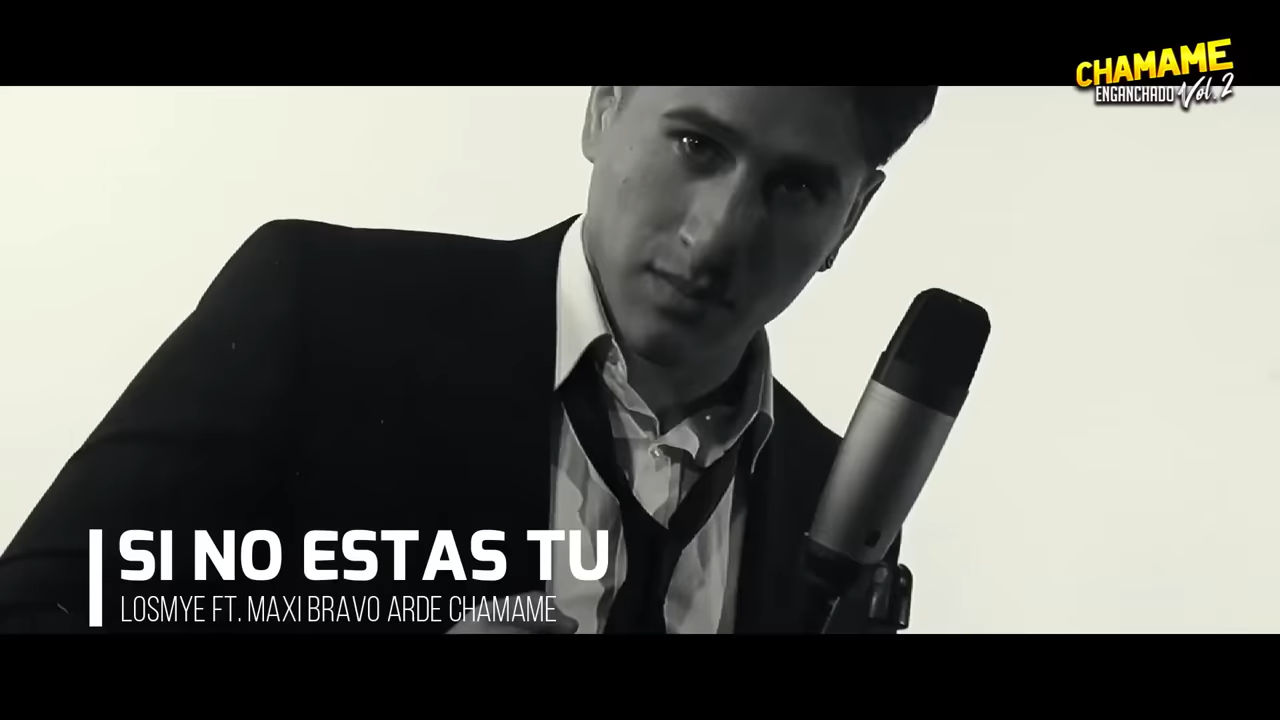 CHAMAME
ENGANCHADO Vol. 2
SI NO ESTAS TU
LOSMYE FT. MAXI BRAVO ARDE CHAMAME